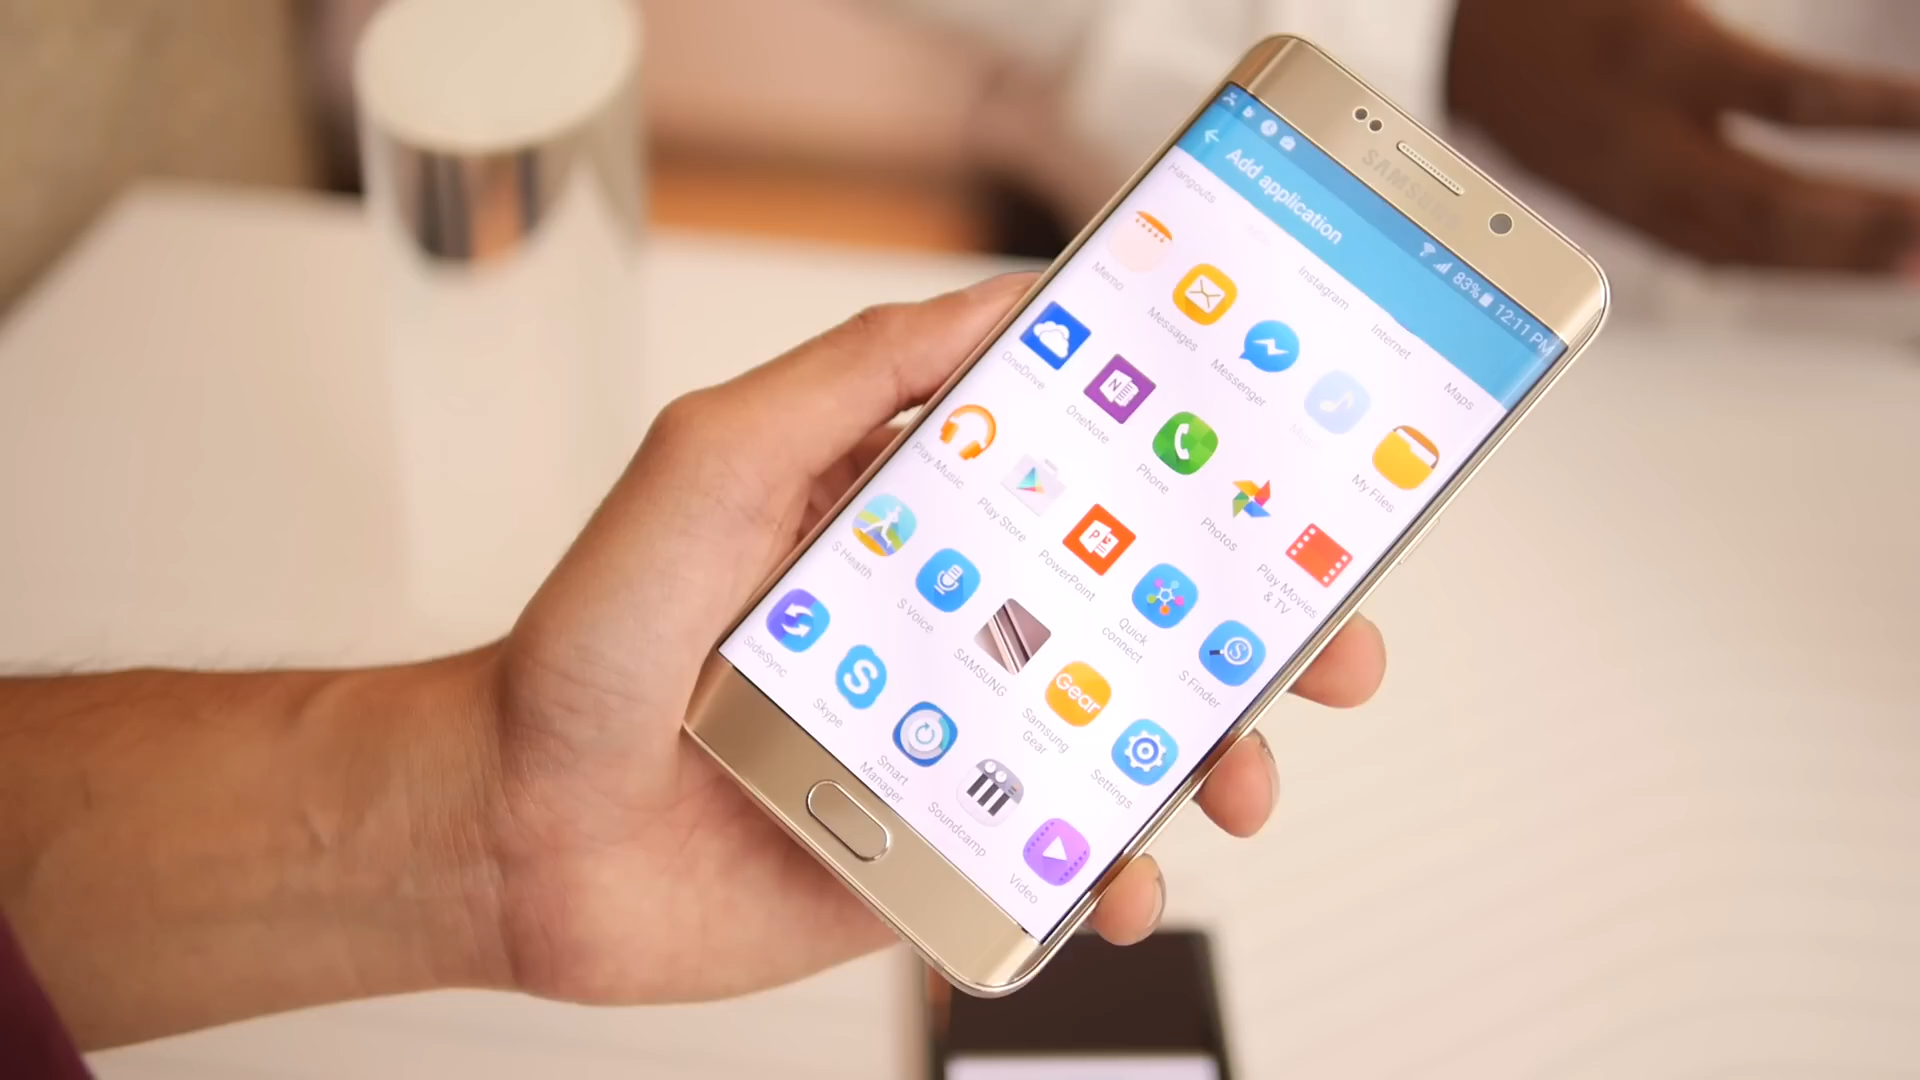 SAMSUNG
83% 12:11 PM
Add application
Hangouts
Instagram
Internet
Maps
Memo
Messages
Messenger
My Files
OneDrive
N
OneNote
Phone
Photos
Play Movies
& TV
Play Music
Play Store
P
PowerPoint
Quick
connect
S
S Finder
S Health
S Voice
SAMSUNG
Gear
Samsung
Gear
Settings
SideSync
S
Skype
Smart
Manager
Soundcamp
Video